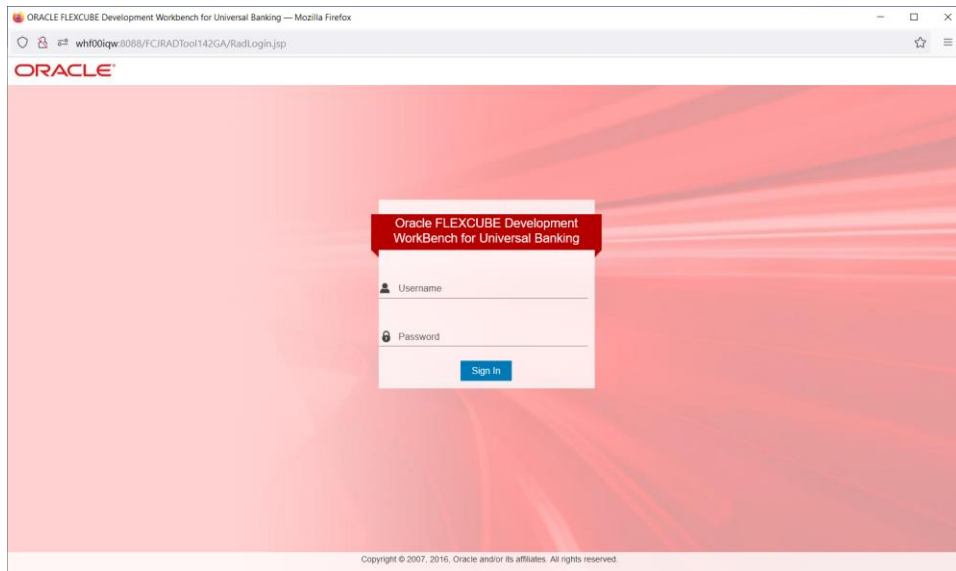 ORACLE FLEXCUBE Development Workbench for Universal Banking — Mozilla Firefox
whf00iqw:8088/FCJRADTool142GA/RadLogin.jsp
ORACLE
Oracle FLEXCUBE Development
WorkBench for Universal Banking
Username
Password
Sign In
Copyright © 2007, 2016, Oracle and/or its affiliates. All rights reserved.